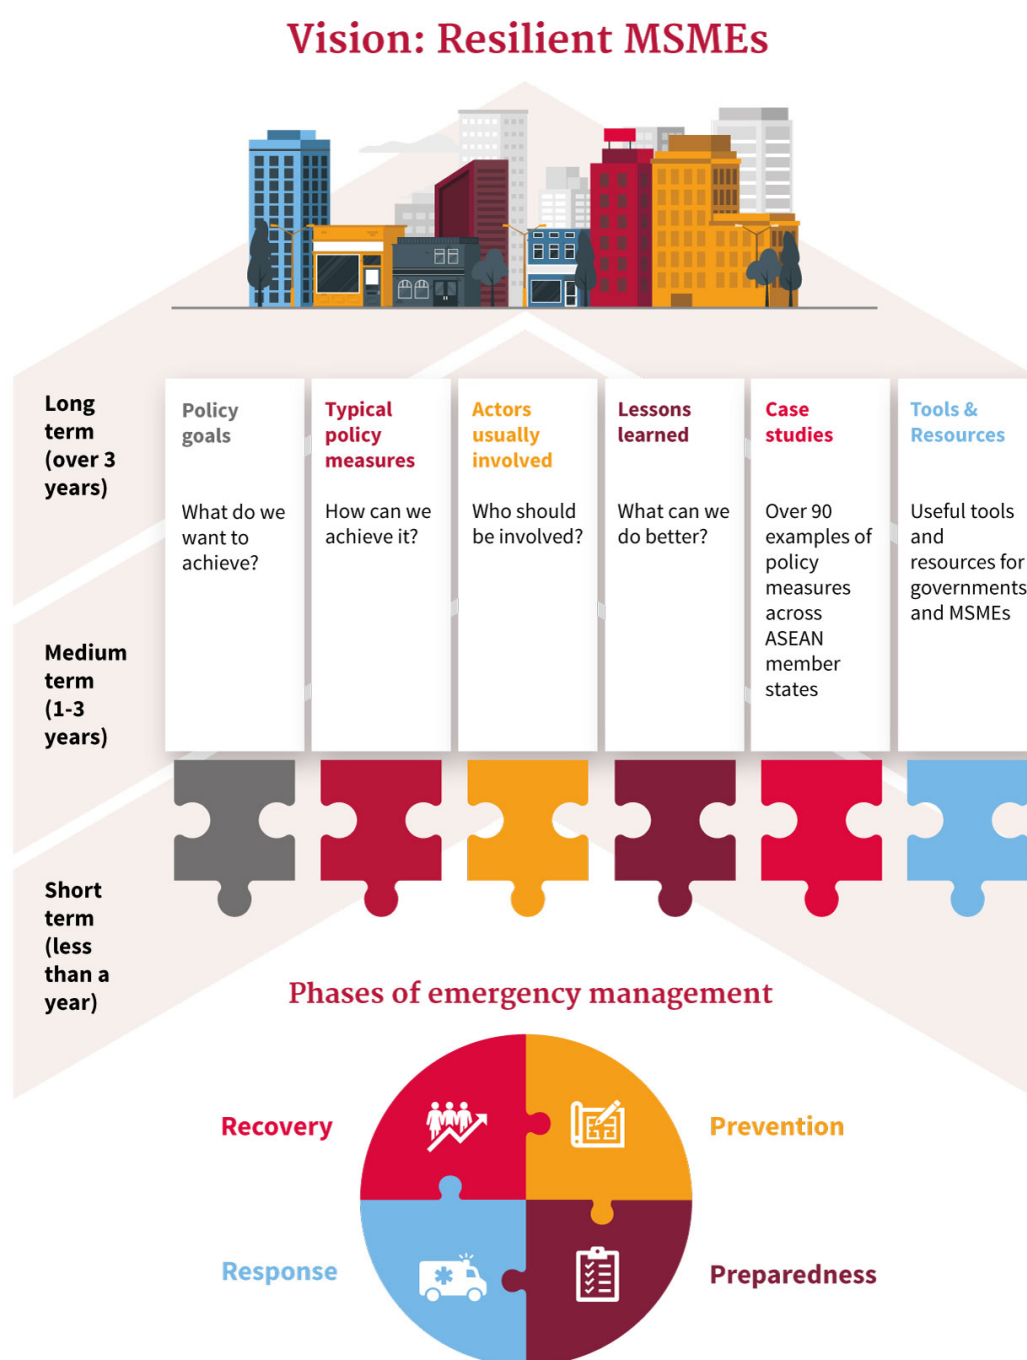 Vision: Resilient MSMEs
Long
term
(over 3
years)
Medium
term
(1-3
years)
Short
term
(less
than a
year)
Policy
goals
What do we
want to
achieve?
Typical
policy
measures
How can we
achieve it?
Actors
usually
involved
Who should
be involved?
Lessons
learned
What can we
do better?
Case
studies
Over 90
examples of
policy
measures
across
ASEAN
member
states
Tools &
Resources
Useful tools
and
resources for
governments
and MSMEs
Phases of emergency management
Recovery
Prevention
Response
Preparedness